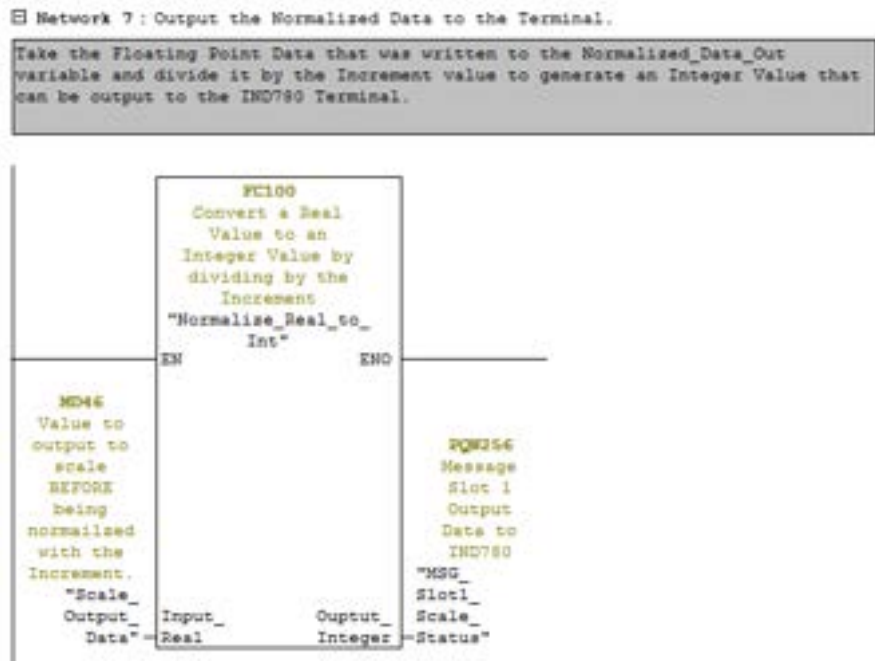 Network 7: Output the Normalized Data to the Terminal.
Take the Floating Point Data that was written to the Normalized_Data_Out
variable and divide it by the Increment value to generate an Integer Value that
can be output to the IND780 Terminal.
FC100
Convert a Real
Value to an
Integer Value by
dividing by the
Increment
"Normalize_Real_to_
Int"
EN ENO
MD46
Value to
output to
scale
BEFORE
being
normailzed
with the
Increment.
"Scale_
Output_
Data"
Input_
Real
Ouptut_
Integer
PQW256
Message
Slot 1
Output
Data to
IND780
"MSG_
Slot1_
Scale_
Status"